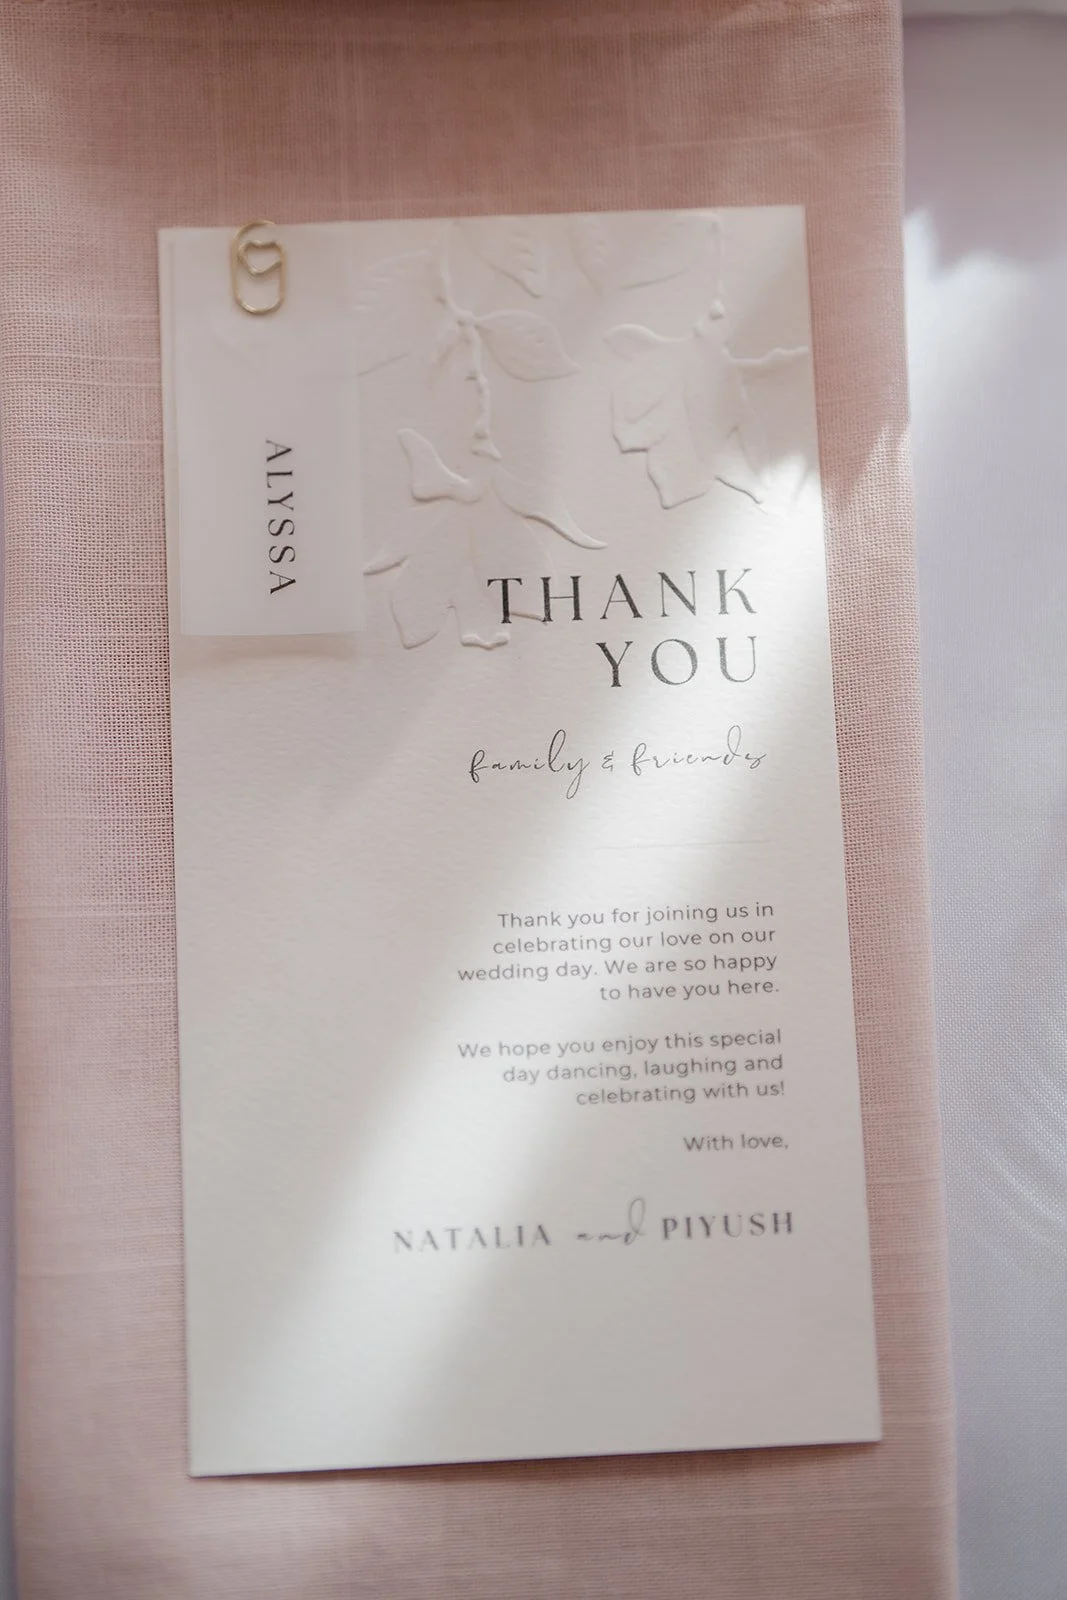 ALYSSA
THANK
YOU
family & friends
Thank you for joining us in
celebrating our love on our
wedding day. We are so happy
to have you here.
We hope you enjoy this special
day dancing, laughing and
celebrating with us!
With love,
NATALIA and PIYUSH